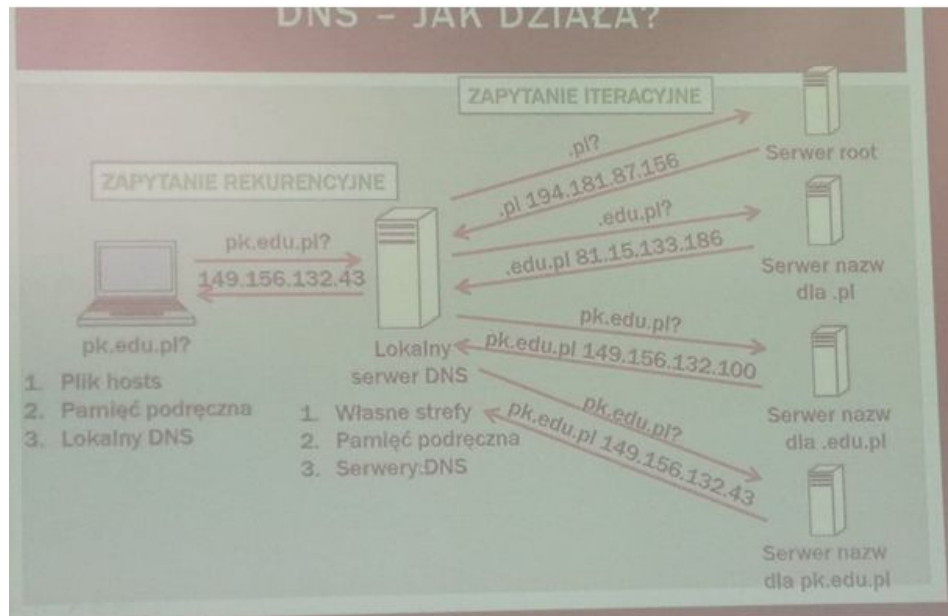 DNS – JAK DZIAŁA?
ZAPYTANIE ITERACYJNE
ZAPYTANIE REKURENCYJNE
.pl?
.pl 194.181.87.156
Serwer root
.edu.pl?
.edu.pl 81.15.133.186
Serwer nazw
dla .pl
pk.edu.pl?
149.156.132.43
pk.edu.pl?
1. Plik hosts
2. Pamięć podręczna
3. Lokalny DNS
Lokalny
serwer DNS
1. Własne strefy
2. Pamięć podręczna
3. Serwery DNS
pk.edu.pl?
pk.edu.pl 149.156.132.100
Serwer nazw
dla .edu.pl
pk.edu.pl?
pk.edu.pl 149.156.132.43
Serwer nazw
dla pk.edu.pl